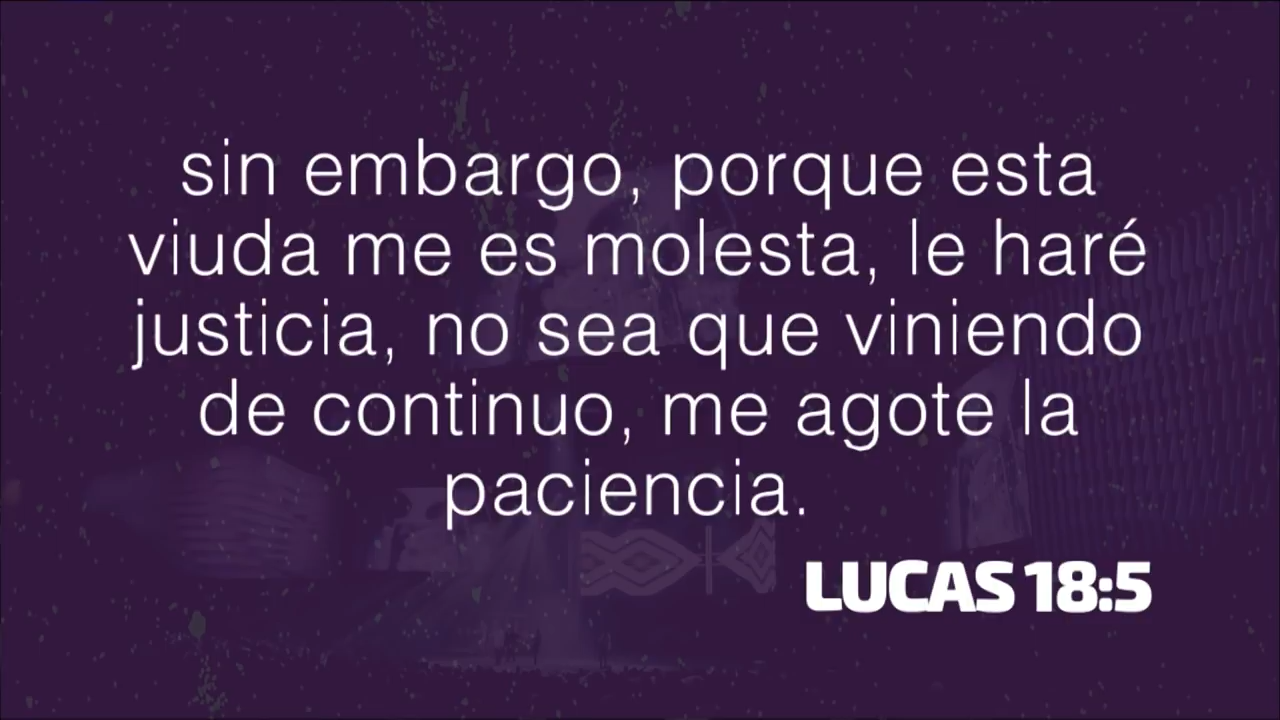 sin embargo, porque esta
viuda me es molesta, le haré
justicia, no sea que viniendo
de continuo, me agote la
paciencia.
LUCAS 18:5